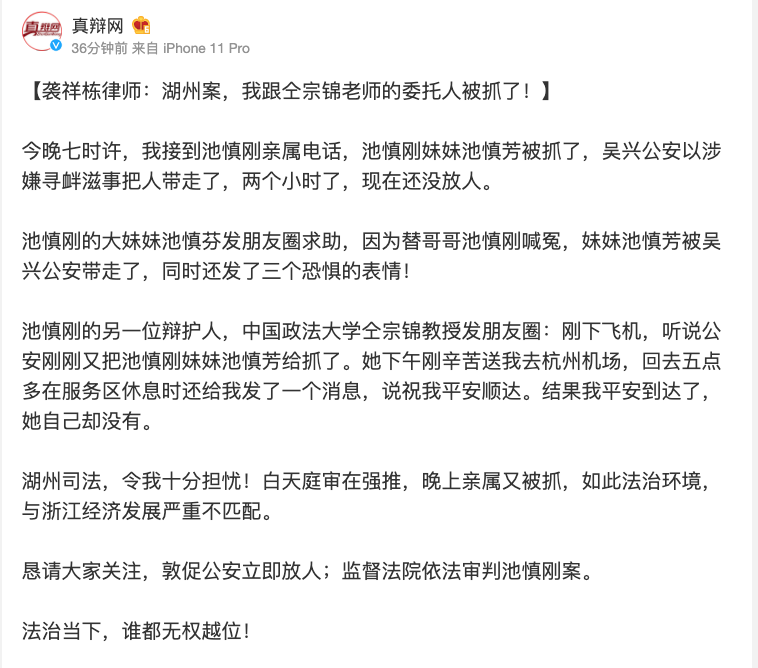 真辩网
真辩网
36分钟前 来自 iPhone 11 Pro
【袭祥栋律师：湖州案，我跟仝宗锦老师的委托人被抓了！】
今晚七时许，我接到池慎刚亲属电话，池慎刚妹妹池慎芳被抓了，吴兴公安以涉
嫌寻衅滋事把人带走了，两个小时了，现在还没放人。
池慎刚的大妹妹池慎芬发朋友圈求助，因为替哥哥池慎刚喊冤，妹妹池慎芳被吴
兴公安带走了，同时还发了三个恐惧的表情！
池慎刚的另一位辩护人，中国政法大学仝宗锦教授发朋友圈：刚下飞机，听说公
安刚刚又把池慎刚妹妹池慎芳给抓了。她下午刚辛苦送我去杭州机场，回去五点
多在服务区休息时还给我发了一个消息，说祝我平安顺达。结果我平安到达了，
她自己却没有。
湖州司法，令我十分担忧！白天庭审在强推，晚上亲属又被抓，如此法治环境，
与浙江经济发展严重不匹配。
恳请大家关注，敦促公安立即放人；监督法院依法审判池慎刚案。
法治当下，谁都无权越位！